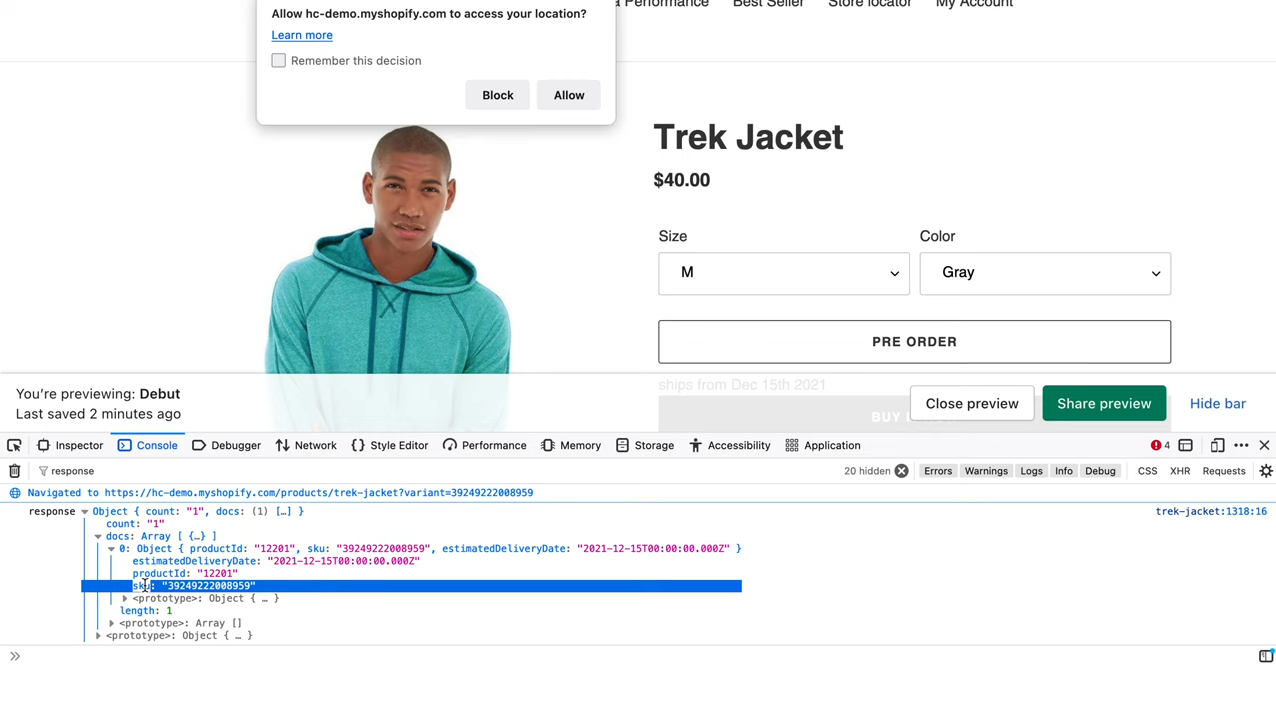 a Performance Best Seller Store locator My Account
Allow hc-demo.myshopify.com to access your location?
Learn more
Remember this decision
Block Allow
Trek Jacket
$40.00
Size Color
M Gray
PRE ORDER
ships from Dec 15th 2021
BUY
You're previewing: Debut
Last saved 2 minutes ago
Close preview Share preview Hide bar
Inspector Console Debugger Network Style Editor Performance Memory Storage Accessibility Application 4
response 20 hidden Errors Warnings Logs Info Debug CSS XHR Requests
Navigated to https://hc-demo.myshopify.com/products/trek-jacket?variant=39249222008959
response Object { count: "1", docs: (1) […] } trek-jacket:1318:16
count: "1"
docs: Array [ {…} ]
0: Object { productId: "12201", sku: "39249222008959", estimatedDeliveryDate: "2021-12-15T00:00:00.000Z" }
estimatedDeliveryDate: "2021-12-15T00:00:00.000Z"
productId: "12201"
sku: "39249222008959"
<prototype>: Object { … }
length: 1
<prototype>: Array []
<prototype>: Object { … }